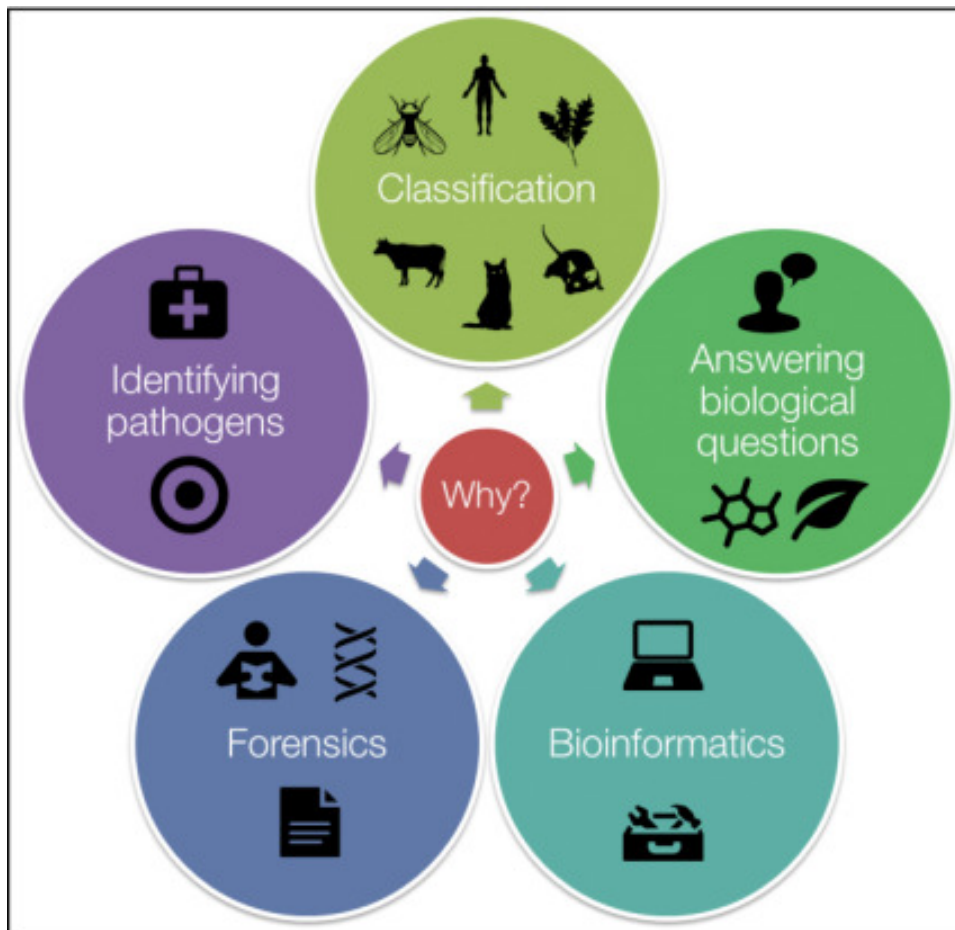 Classification
Identifying
pathogens
Answering
biological
questions
Why?
Forensics
Bioinformatics